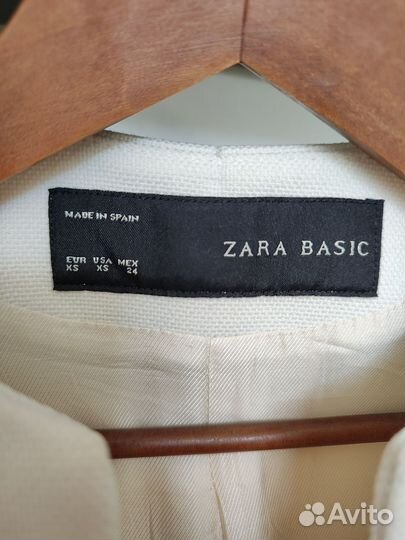 MADE IN SPAIN
ZARA BASIC
EUR USA MEX
XS XS 24
Avito